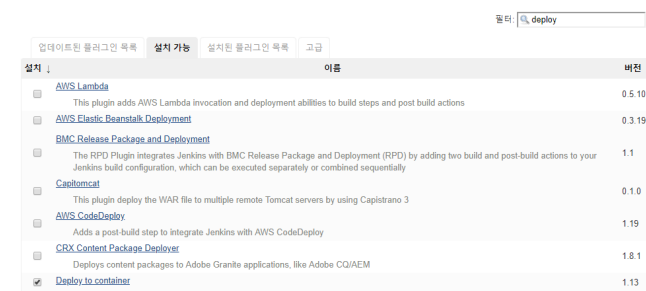 필터: deploy
업데이트된 플러그인 목록 설치 가능 설치된 플러그인 목록 고급
설치 ↓ 이름 버전
AWS Lambda
This plugin adds AWS Lambda invocation and deployment abilities to build steps and post build actions
0.5.10
AWS Elastic Beanstalk Deployment 0.3.19
BMC Release Package and Deployment
The RPD Plugin integrates Jenkins with BMC Release Package and Deployment (RPD) by adding two build and post-build actions to your
Jenkins build configuration, which can be executed separately or combined sequentially
1.1
Capitomcat
This plugin deploy the WAR file to multiple remote Tomcat servers by using Capistrano 3
0.1.0
AWS CodeDeploy
Adds a post-build step to integrate Jenkins with AWS CodeDeploy
1.19
CRX Content Package Deployer
Deploys content packages to Adobe Granite applications, like Adobe CQ/AEM
1.8.1
Deploy to container 1.13